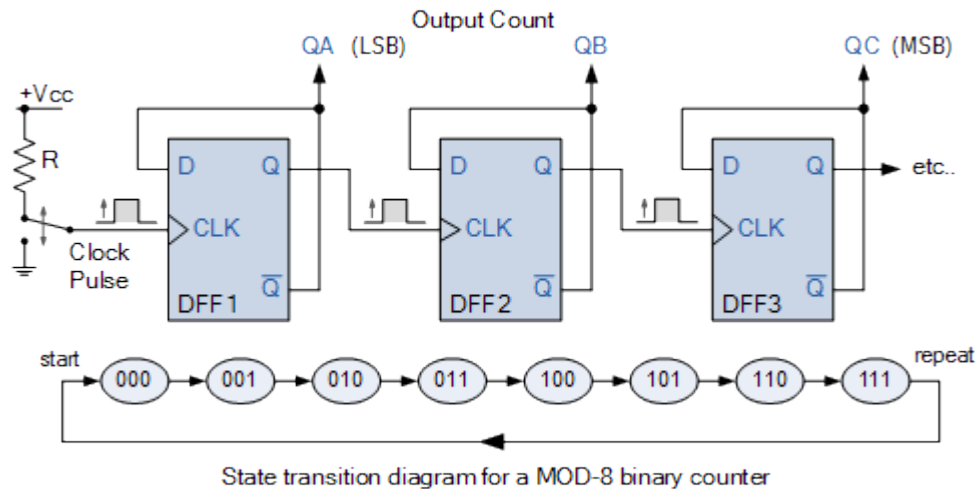 Output Count
QA (LSB)
QB
QC (MSB)
+Vcc
R
Clock
Pulse
D
Q
CLK
Q̅
DFF1
D
Q
CLK
Q̅
DFF2
D
Q
CLK
Q̅
DFF3
etc..
start
000
001
010
011
100
101
110
111
repeat
State transition diagram for a MOD-8 binary counter